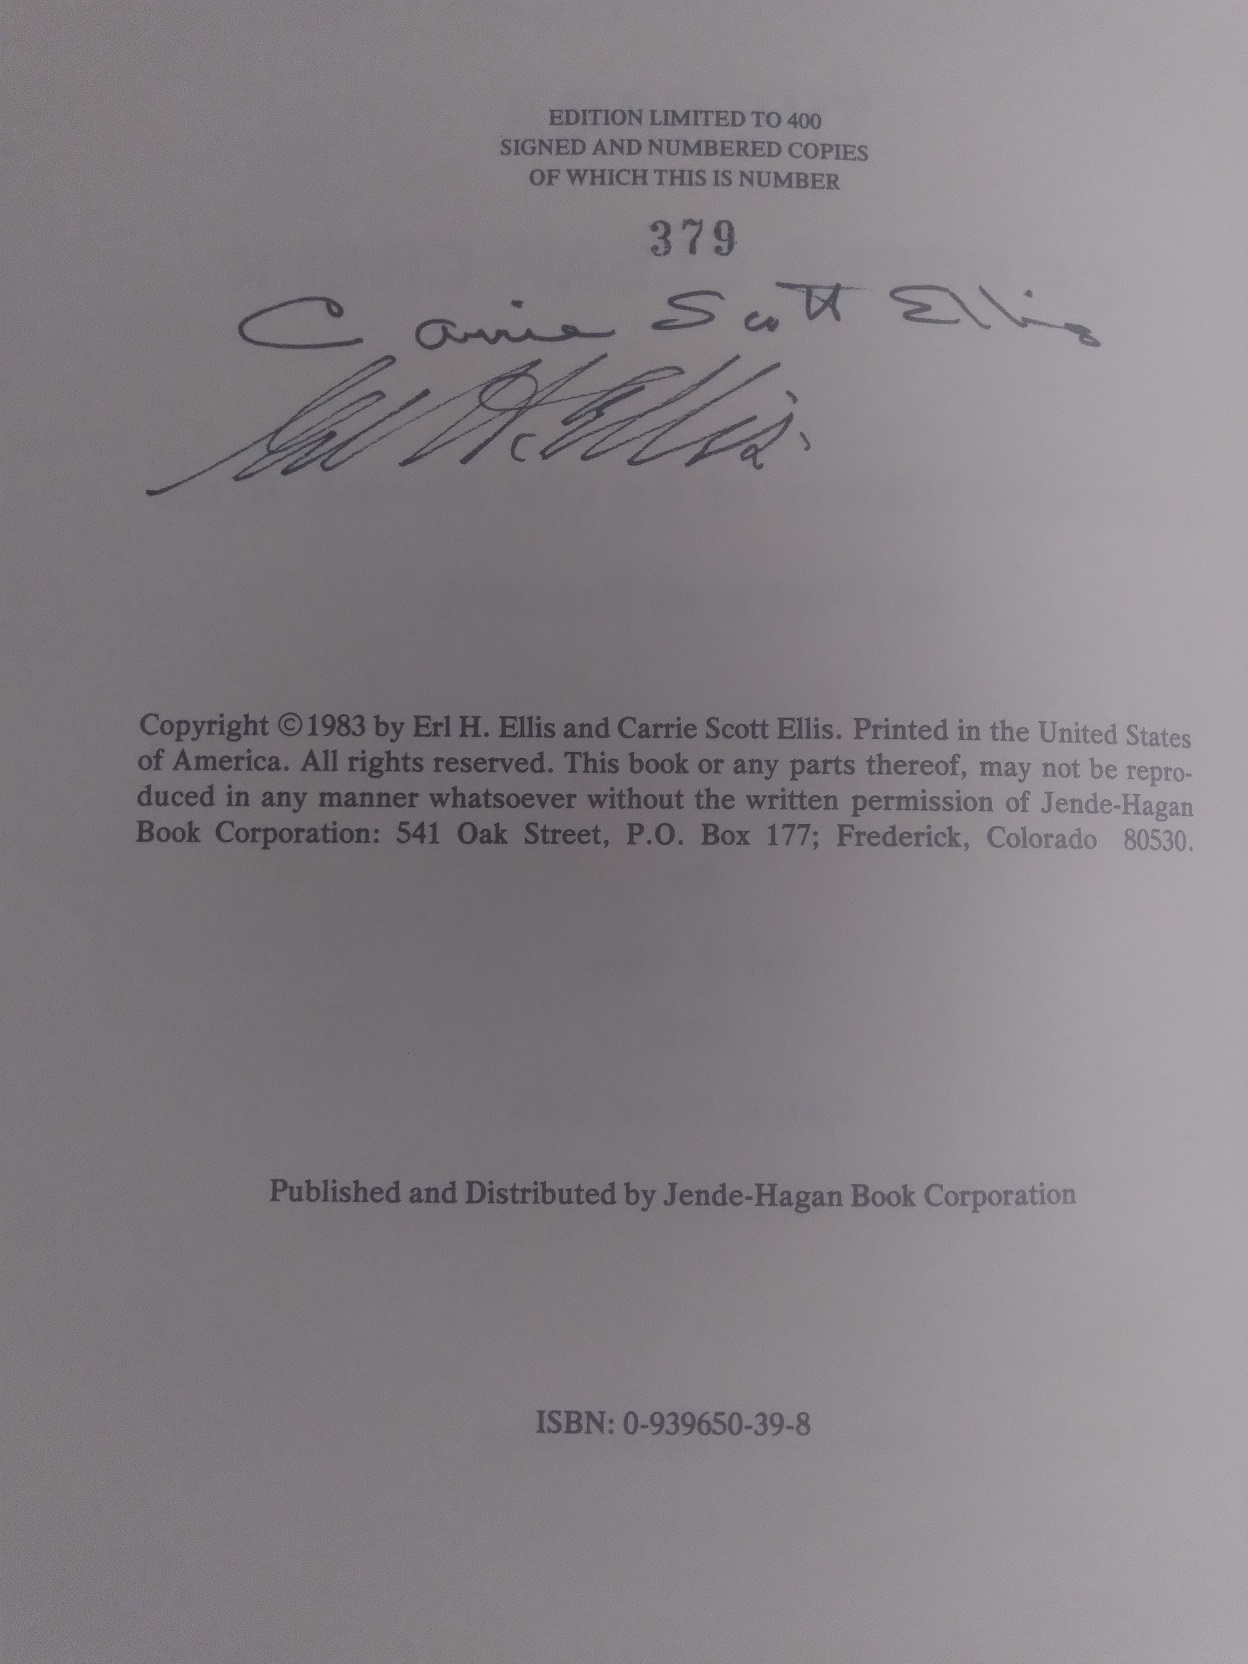 EDITION LIMITED TO 400
SIGNED AND NUMBERED COPIES
OF WHICH THIS IS NUMBER
379
Carrie Scott Ellis
Erl H. Ellis
Copyright © 1983 by Erl H. Ellis and Carrie Scott Ellis. Printed in the United States
of America. All rights reserved. This book or any parts thereof, may not be repro-
duced in any manner whatsoever without the written permission of Jende-Hagan
Book Corporation: 541 Oak Street, P.O. Box 177; Frederick, Colorado 80530.
Published and Distributed by Jende-Hagan Book Corporation
ISBN: 0-939650-39-8